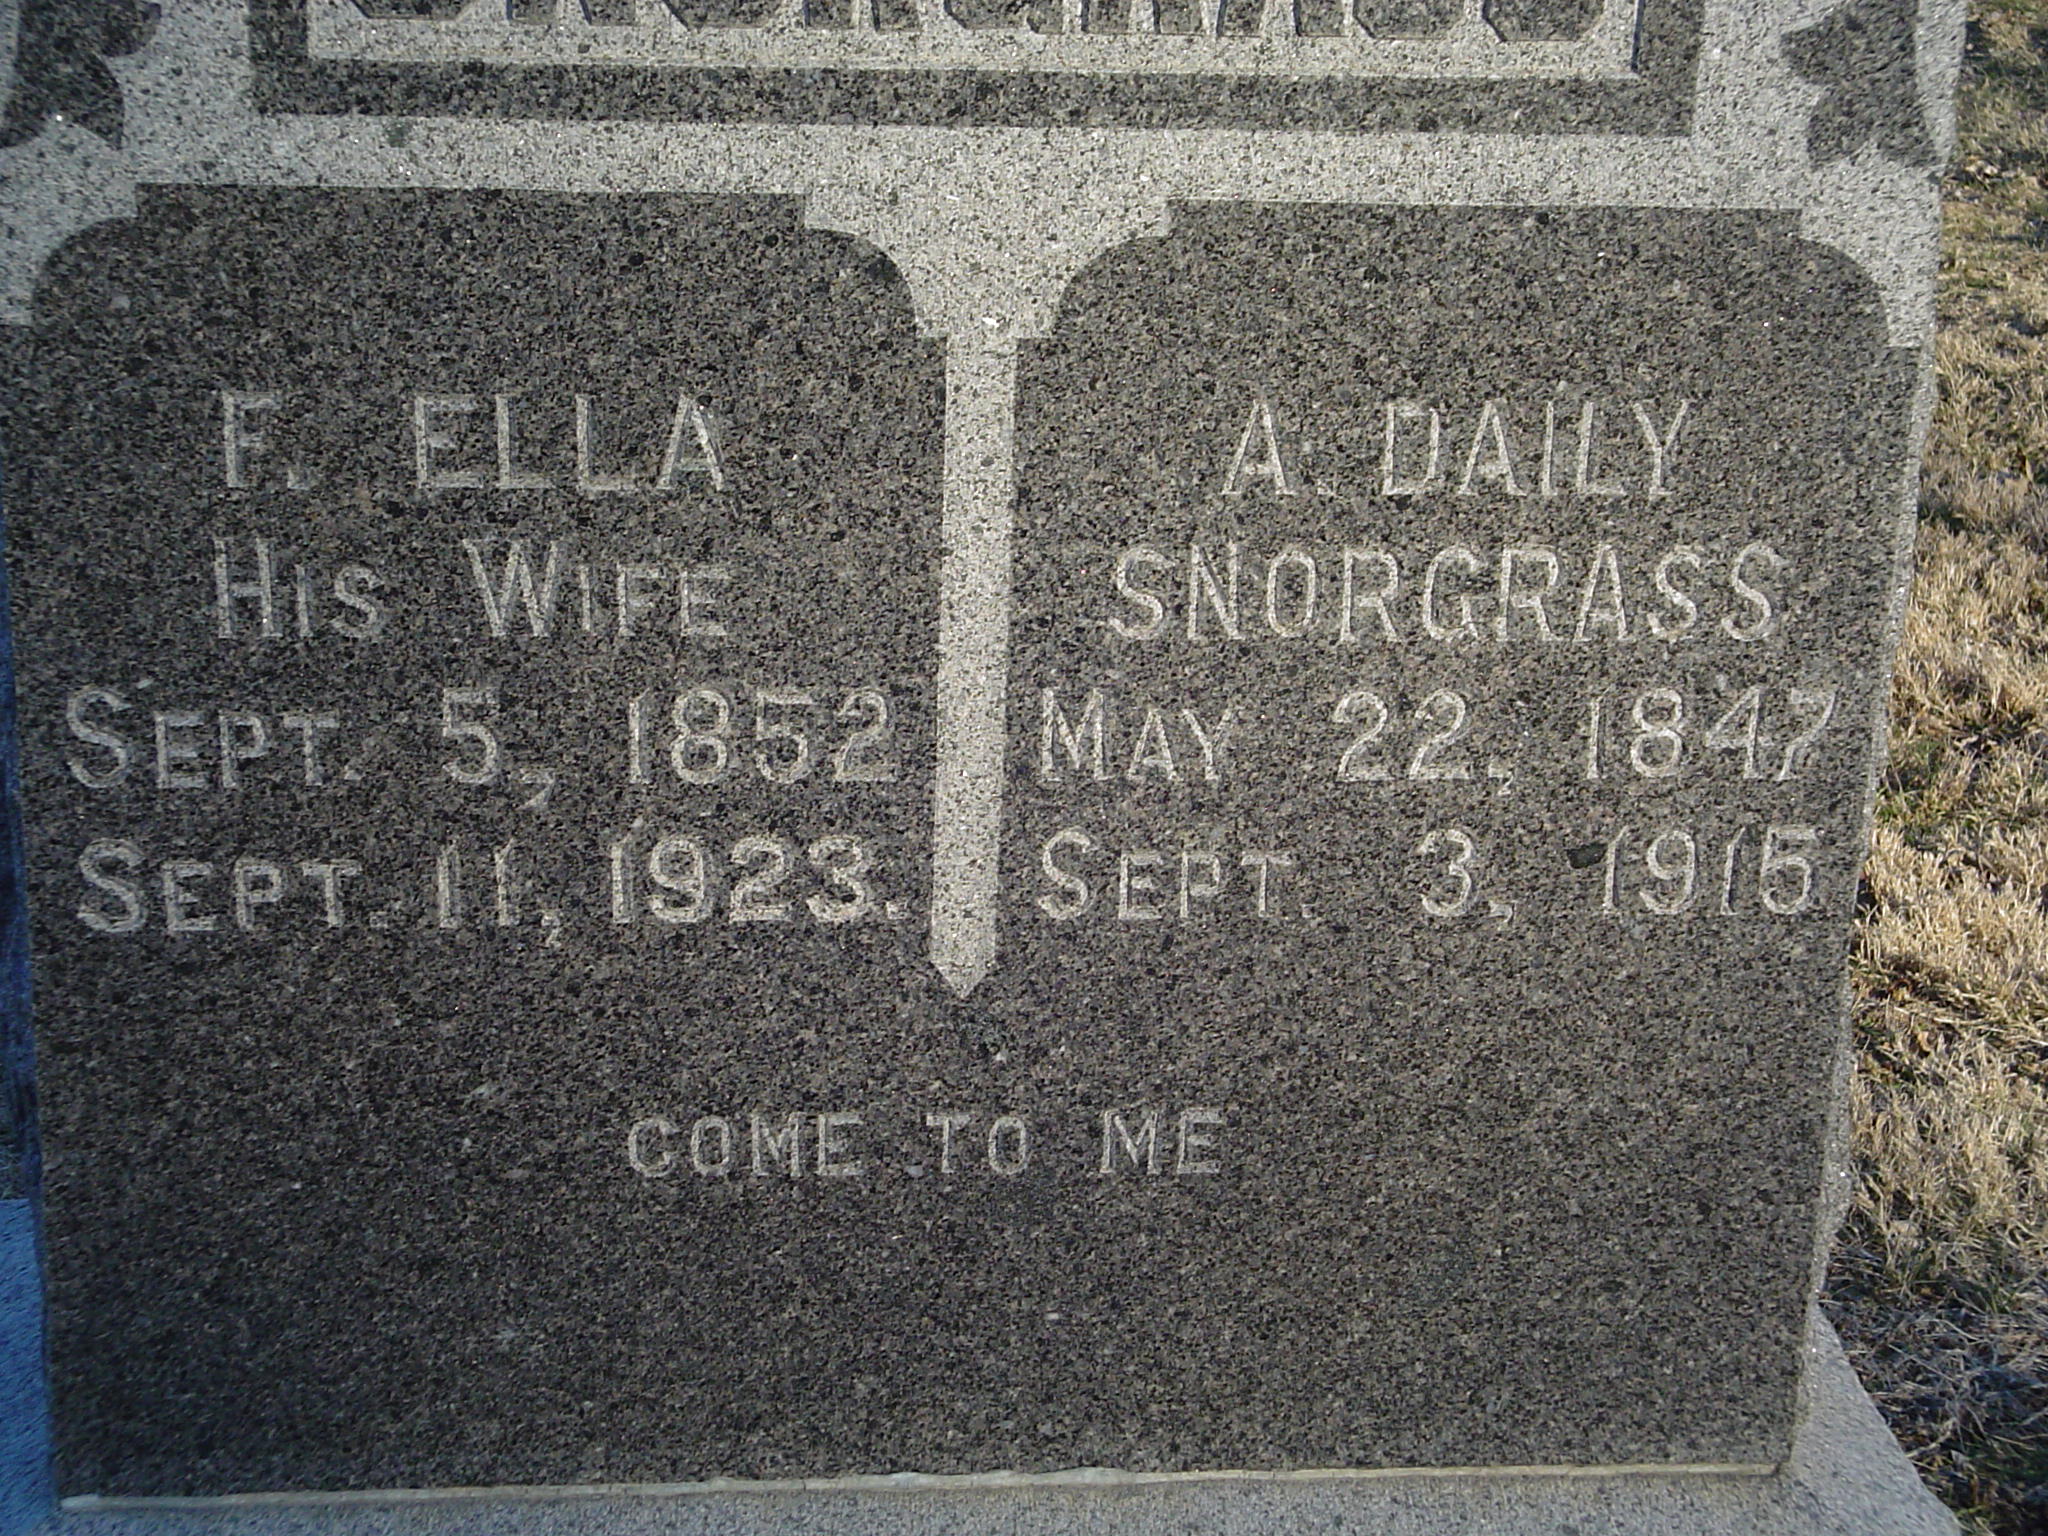 F. ELLA
HIS WIFE
SEPT. 5, 1852
SEPT. 11, 1923.
A. DAILY
SNORGRASS
MAY 22, 1847
SEPT. 3, 1915
COME TO ME